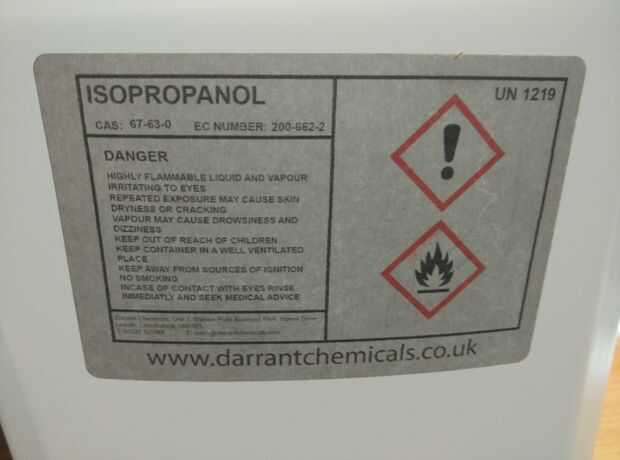 ISOPROPANOL
UN 1219
CAS: 67-63-0 EC NUMBER: 200-662-2
DANGER
HIGHLY FLAMMABLE LIQUID AND VAPOUR
IRRITATING TO EYES
REPEATED EXPOSURE MAY CAUSE SKIN
DRYNESS OR CRACKING
VAPOUR MAY CAUSE DROWSINESS AND
DIZZINESS
KEEP OUT OF REACH OF CHILDREN
KEEP CONTAINER IN A WELL VENTILATED
PLACE
KEEP AWAY FROM SOURCES OF IGNITION
NO SMOKING
INCASE OF CONTACT WITH EYES RINSE
IMMEDIATLY AND SEEK MEDICAL ADVICE
www.darrantchemicals.co.uk